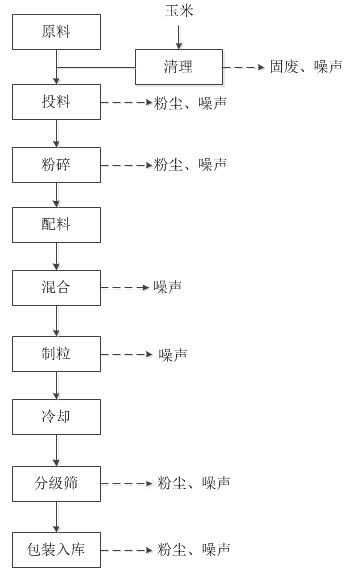 玉米
原料
清理
固废、噪声
投料
粉尘、噪声
粉碎
粉尘、噪声
配料
混合
噪声
制粒
噪声
冷却
分级筛
粉尘、噪声
包装入库
粉尘、噪声